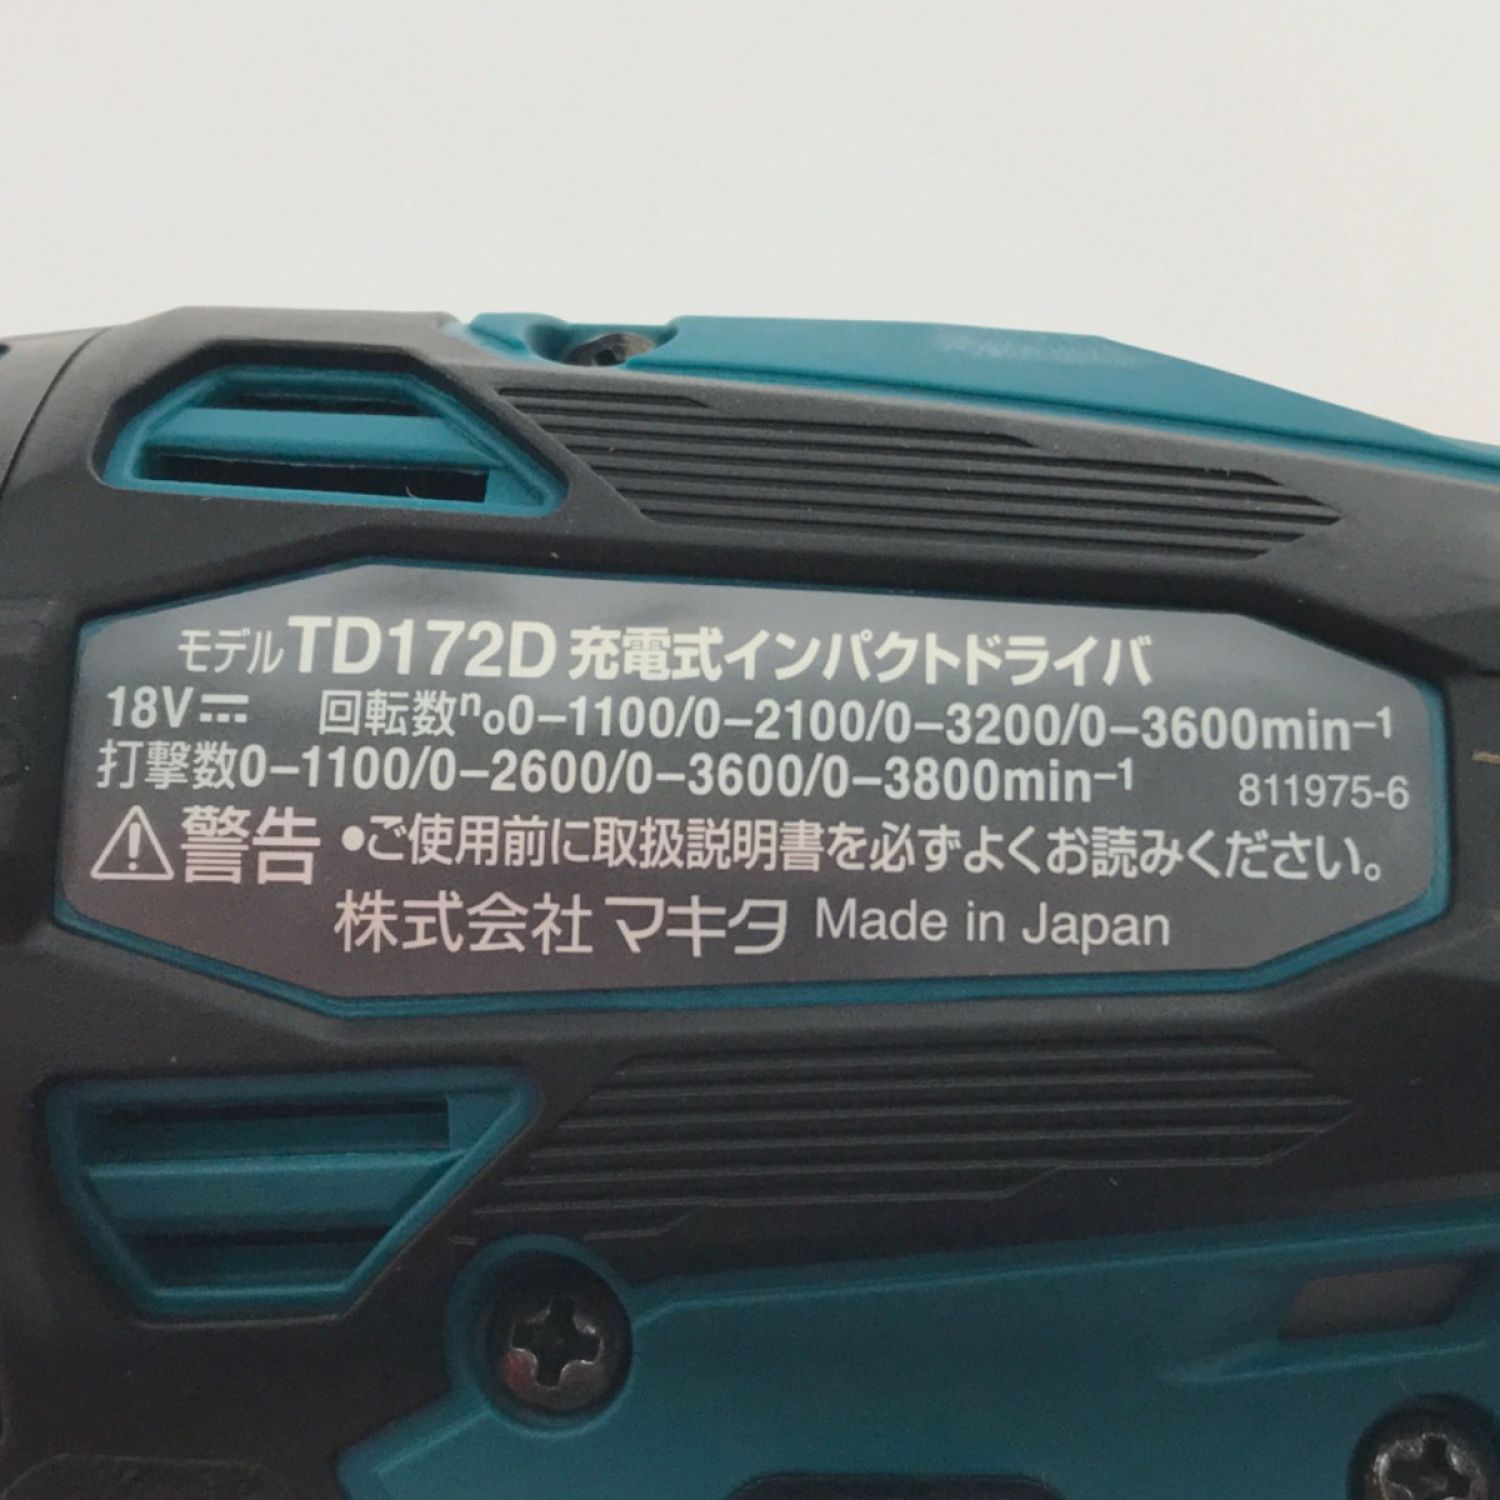 モデルTD172D 充電式インパクトドライバ
18V⎓ 回転数n₀0−1100/0−2100/0−3200/0−3600min⁻¹
打撃数0−1100/0−2600/0−3600/0−3800min⁻¹ 811975-6
⚠警告 •ご使用前に取扱説明書を必ずよくお読みください。
株式会社マキタ Made in Japan